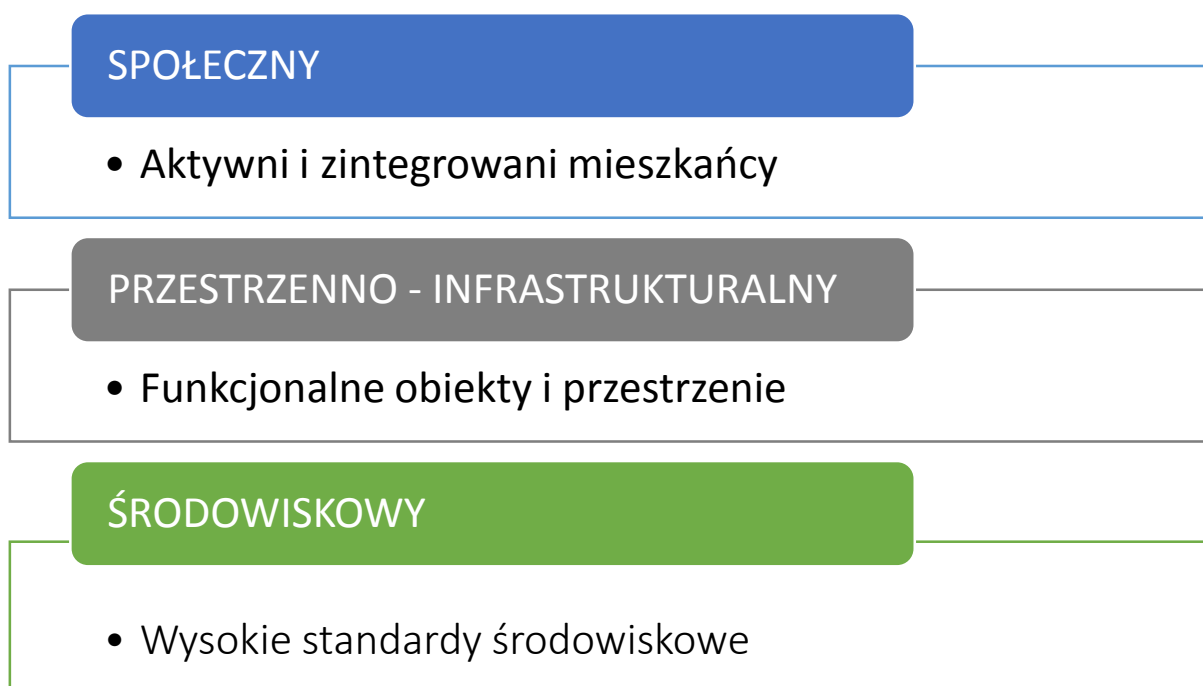 SPOŁECZNY
• Aktywni i zintegrowani mieszkańcy
PRZESTRZENNO - INFRASTRUKTURALNY
• Funkcjonalne obiekty i przestrzenie
ŚRODOWISKOWY
• Wysokie standardy środowiskowe